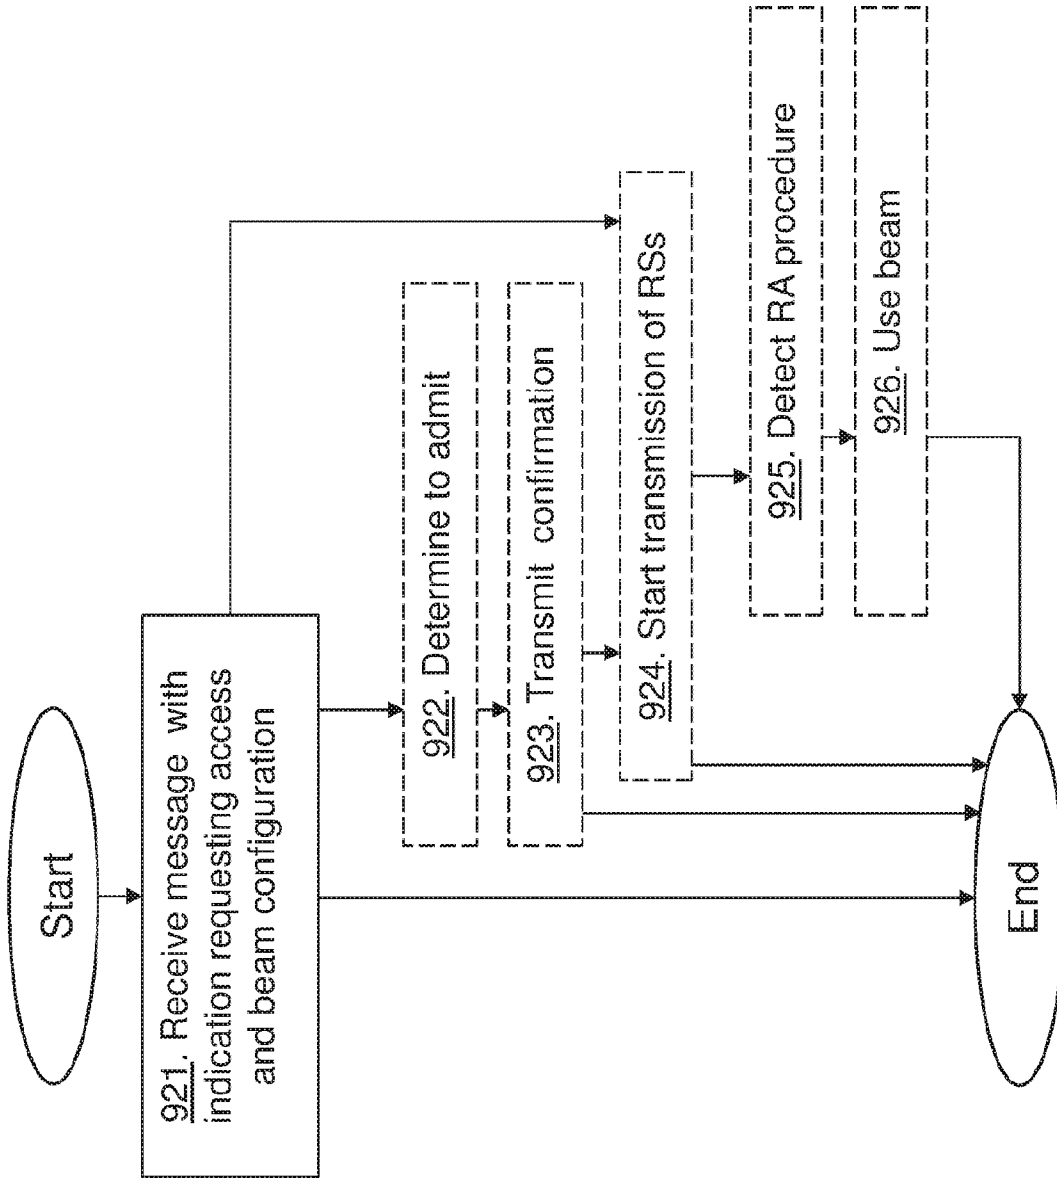 Start
921. Receive message with
indication requesting access
and beam configuration
922. Determine to admit
923. Transmit confirmation
924. Start transmission of RSs
925. Detect RA procedure
926. Use beam
End